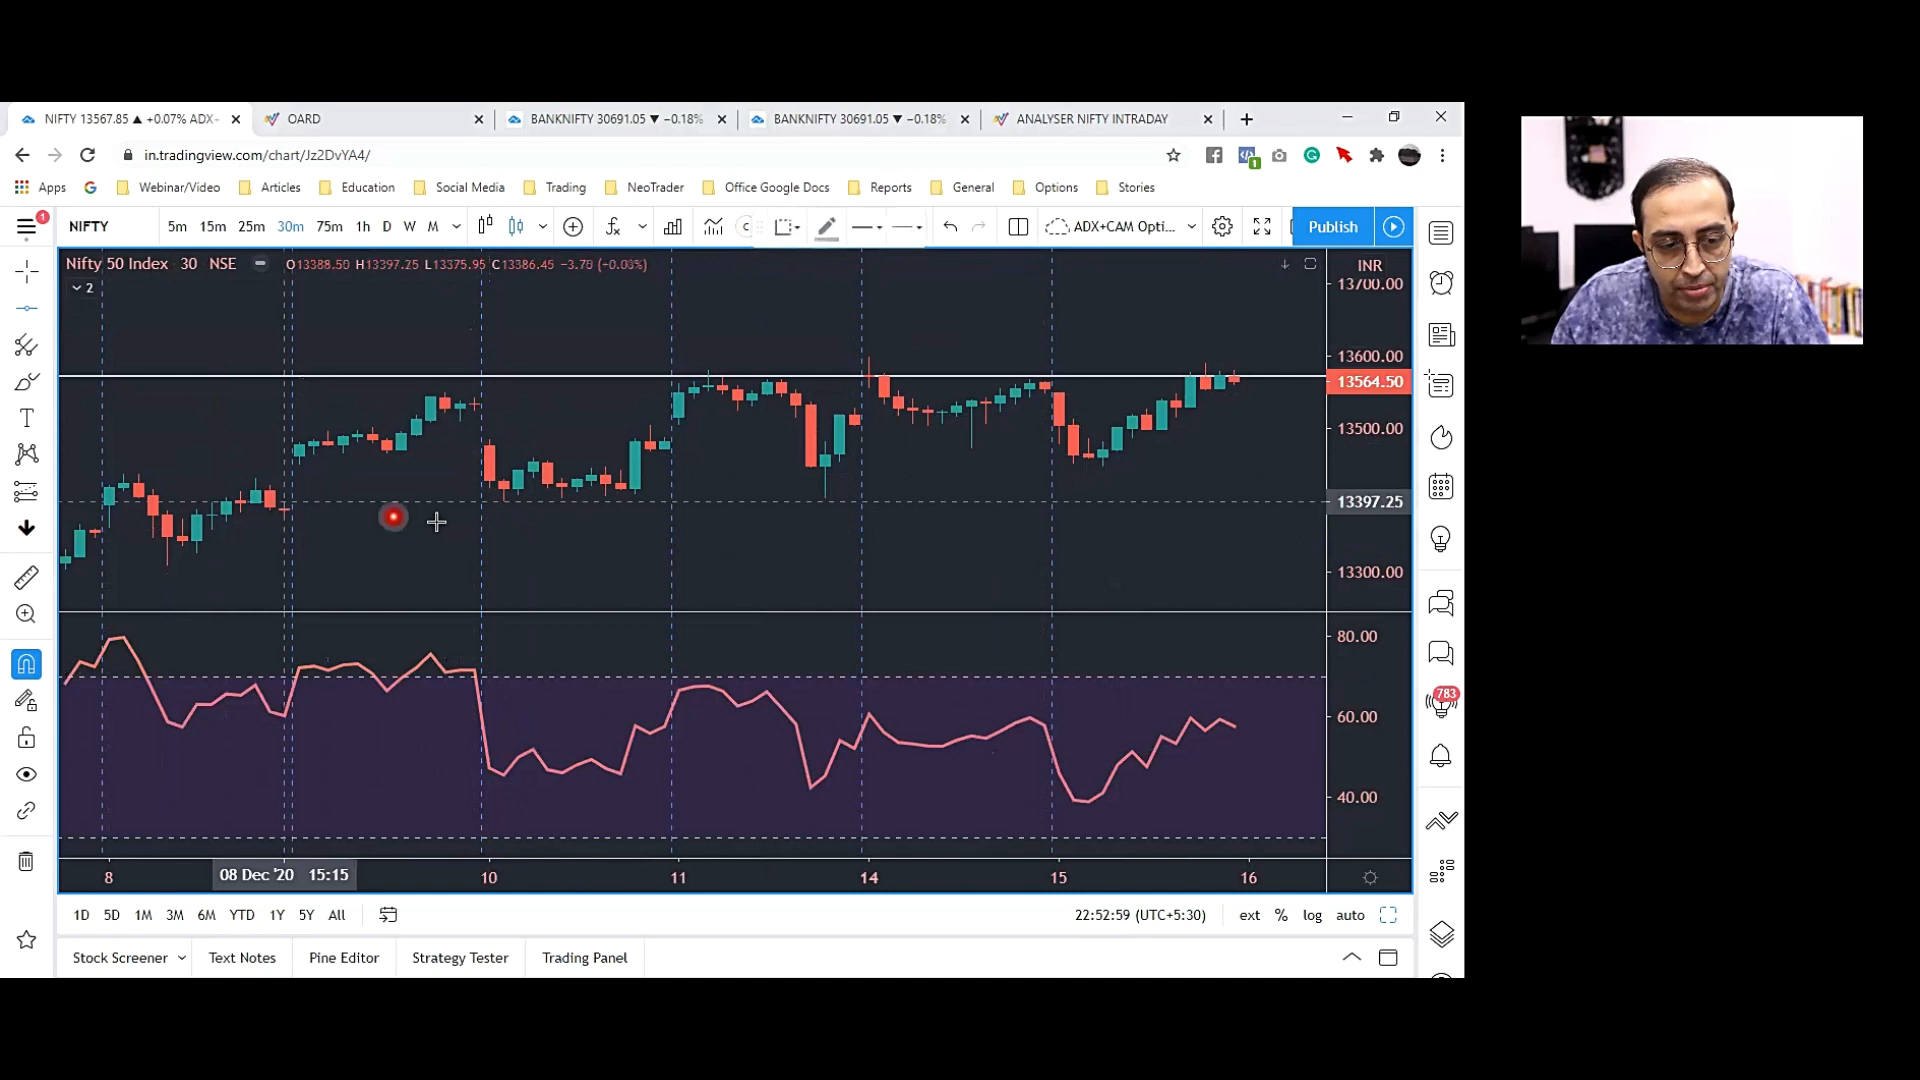 NIFTY 13567.85 ▲ +0.07% ADX-
OARD
BANKNIFTY 30691.05 ▼ −0.18%
BANKNIFTY 30691.05 ▼ −0.18%
ANALYSER NIFTY INTRADAY
in.tradingview.com/chart/Jz2DvYA4/
1
Apps
Webinar/Video
Articles
Education
Social Media
Trading
NeoTrader
Office Google Docs
Reports
General
Options
Stories
1
NIFTY 5m 15m 25m 30m 75m 1h D W M
ADX+CAM Opti...
Publish
Nifty 50 Index 30 NSE
O13388.50 H13397.25 L13375.95 C13386.45 −3.70 (+0.03%)
INR
2
13700.00
13600.00
13564.50
13500.00
13397.25
13300.00
80.00
60.00
40.00
783
8
08 Dec '20 15:15
10
11
14
15
16
1D 5D 1M 3M 6M YTD 1Y 5Y All
22:52:59 (UTC+5:30)
ext % log auto
Stock Screener
Text Notes
Pine Editor
Strategy Tester
Trading Panel